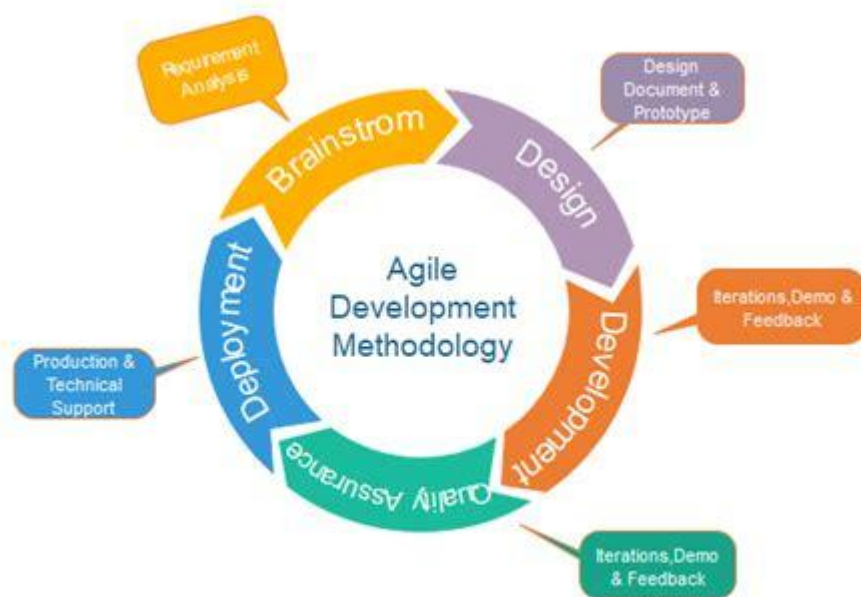 Requirement
Analysis
Brainstrom
Design
Document &
Prototype
Design
Iterations,Demo &
Feedback
Development
Agile
Development
Methodology
Deployment
Production &
Technical
Support
Quality Assurance
Iterations,Demo
& Feedback